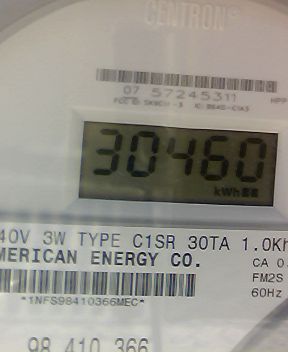 CENTRON®
07 57245311
30460
kWh
40V 3W TYPE C1SR 30TA 1.0Kh
MERICAN ENERGY CO.
CA 0.
FM2S
60Hz
*1NFS98410366MEC*
98 410 366